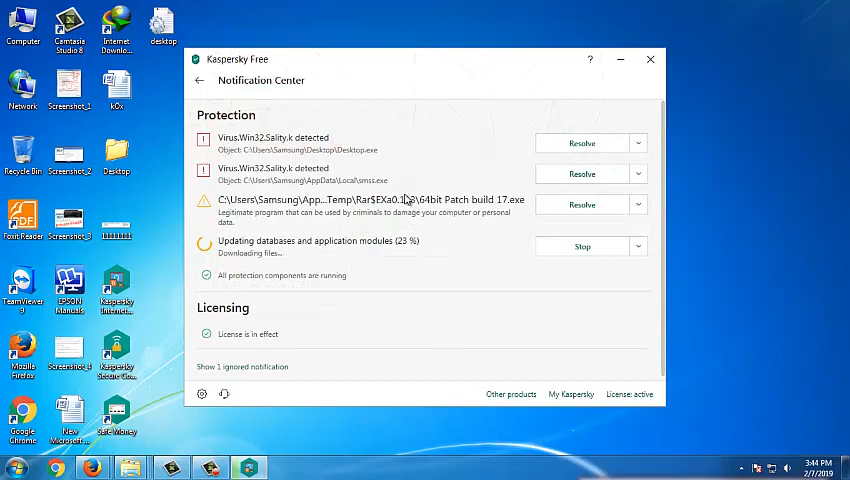 Kaspersky Free
?
Notification Center
Protection
Virus.Win32.Sality.k detected
Object: C:\Users\Samsung\Desktop\Desktop.exe
Resolve
Virus.Win32.Sality.k detected
Object: C:\Users\Samsung\AppData\Local\smss.exe
Resolve
C:\Users\Samsung\App...Temp\Rar$EXa0. \64bit Patch build 17.exe
Legitimate program that can be used by criminals to damage your computer or personal
data.
Resolve
Updating databases and application modules (23 %)
Downloading files...
Stop
All protection components are running
Licensing
License is in effect
Show 1 ignored notification
Other products
My Kaspersky
License: active
Computer
Camtasia
Studio 8
Internet
Downlo...
desktop
Network
Screenshot_1
kOx
Recycle Bin
Screenshot_2
Desktop
Foxit Reader
Screenshot_3
TeamViewer
9
EPSON
Manuals
Kaspersky
Internet...
Mozilla
Firefox
Screenshot_4
Kaspersky
Secure Co...
Google
Chrome
New
Microsoft ...
Safe Money
3:44 PM
2/7/2019